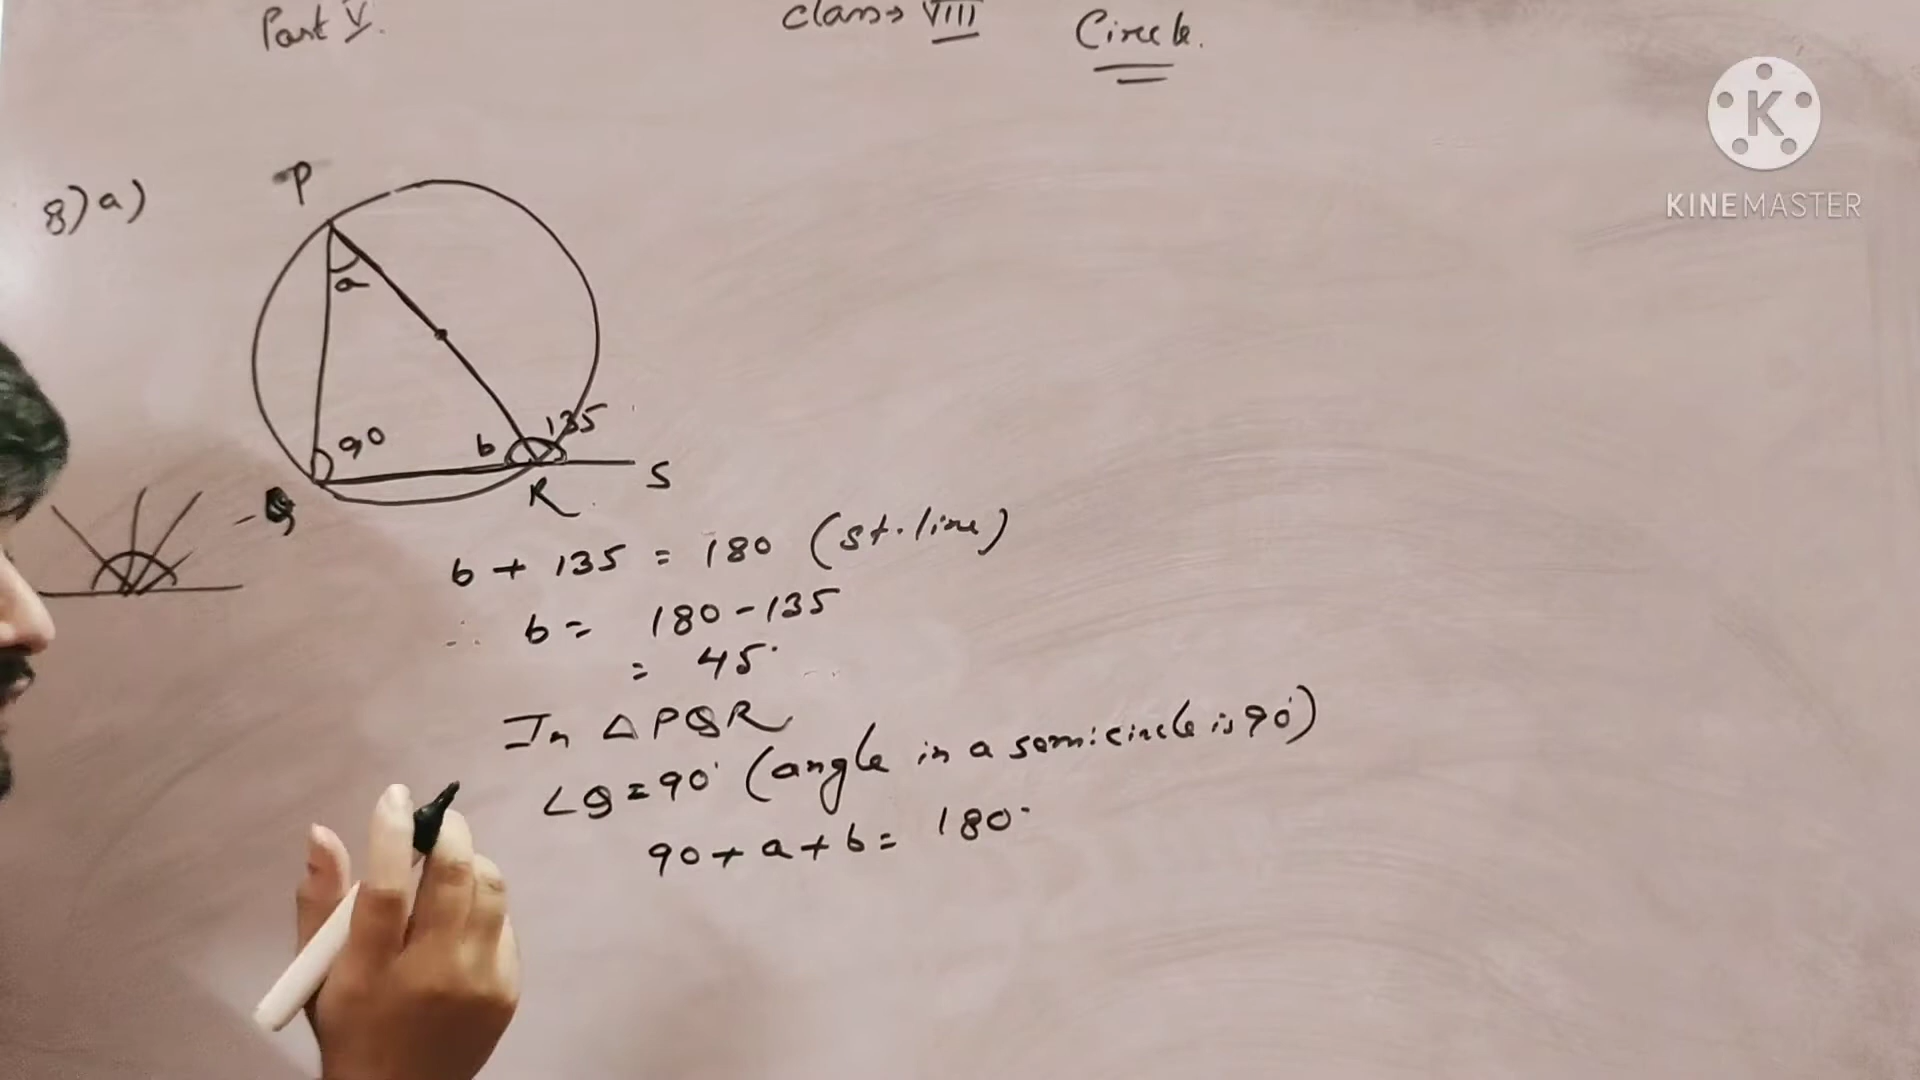 Part V.
Class → VIII
Circle.
K
KINEMASTER
8) a)
P
a
90
b
135
S
R
Q
b + 135 = 180 (st. line)
∴ b = 180 - 135
= 45°
In △PQR
∠Q = 90° (angle in a semicircle is 90°)
90 + a + b = 180°